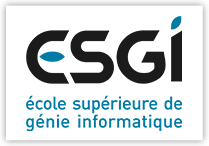 ESGI
école supérieure de
génie informatique